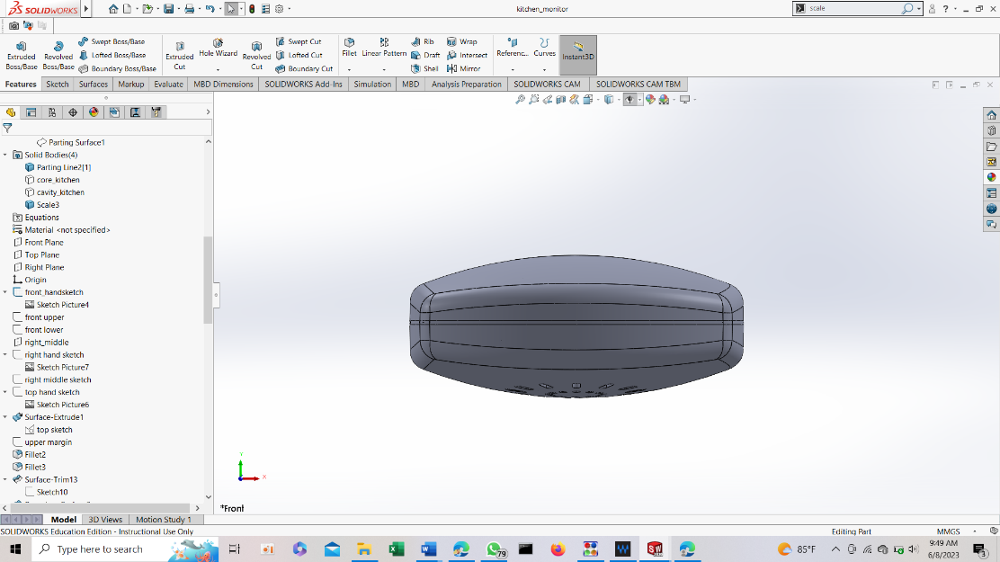 SOLIDWORKS
kitchen_monitor
scale
Extruded Boss/Base
Revolved Boss/Base
Swept Boss/Base
Lofted Boss/Base
Boundary Boss/Base
Extruded Cut
Hole Wizard
Revolved Cut
Swept Cut
Lofted Cut
Boundary Cut
Fillet
Linear Pattern
Rib
Draft
Shell
Wrap
Intersect
Mirror
Referenc...
Curves
Instant3D
Features Sketch Surfaces Markup Evaluate MBD Dimensions SOLIDWORKS Add-Ins Simulation MBD Analysis Preparation SOLIDWORKS CAM SOLIDWORKS CAM TBM
Parting Surface1
Solid Bodies(4)
Parting Line2[1]
core_kitchen
cavity_kitchen
Scale3
Equations
Material <not specified>
Front Plane
Top Plane
Right Plane
Origin
front_handsketch
Sketch Picture4
front upper
front lower
right_middle
right hand sketch
Sketch Picture7
right middle sketch
top hand sketch
Sketch Picture6
Surface-Extrude1
top sketch
upper margin
Fillet2
Fillet3
Surface-Trim13
Sketch10
X
*Front
Model 3D Views Motion Study 1
SOLIDWORKS Education Edition - Instructional Use Only
Editing Part
MMGS
Type here to search
79
85°F
9:49 AM
6/8/2023
3